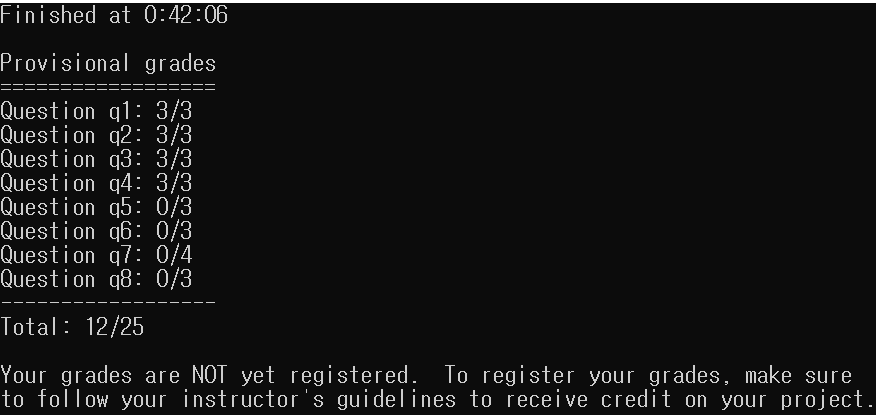 Finished at 0:42:06
Provisional grades
==================
Question q1: 3/3
Question q2: 3/3
Question q3: 3/3
Question q4: 3/3
Question q5: 0/3
Question q6: 0/3
Question q7: 0/4
Question q8: 0/3
------------------
Total: 12/25
Your grades are NOT yet registered.  To register your grades, make sure
to follow your instructor's guidelines to receive credit on your project.